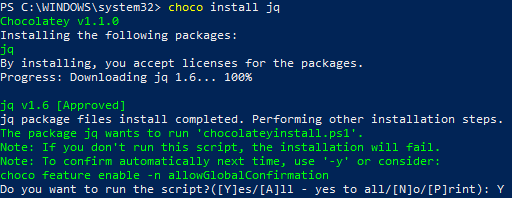 PS C:\WINDOWS\system32> choco install jq
Chocolatey v1.1.0
Installing the following packages:
jq
By installing, you accept licenses for the packages.
Progress: Downloading jq 1.6... 100%
jq v1.6 [Approved]
jq package files install completed. Performing other installation steps.
The package jq wants to run 'chocolateyinstall.ps1'.
Note: If you don't run this script, the installation will fail.
Note: To confirm automatically next time, use '-y' or consider:
choco feature enable -n allowGlobalConfirmation
Do you want to run the script?([Y]es/[A]ll - yes to all/[N]o/[P]rint): Y